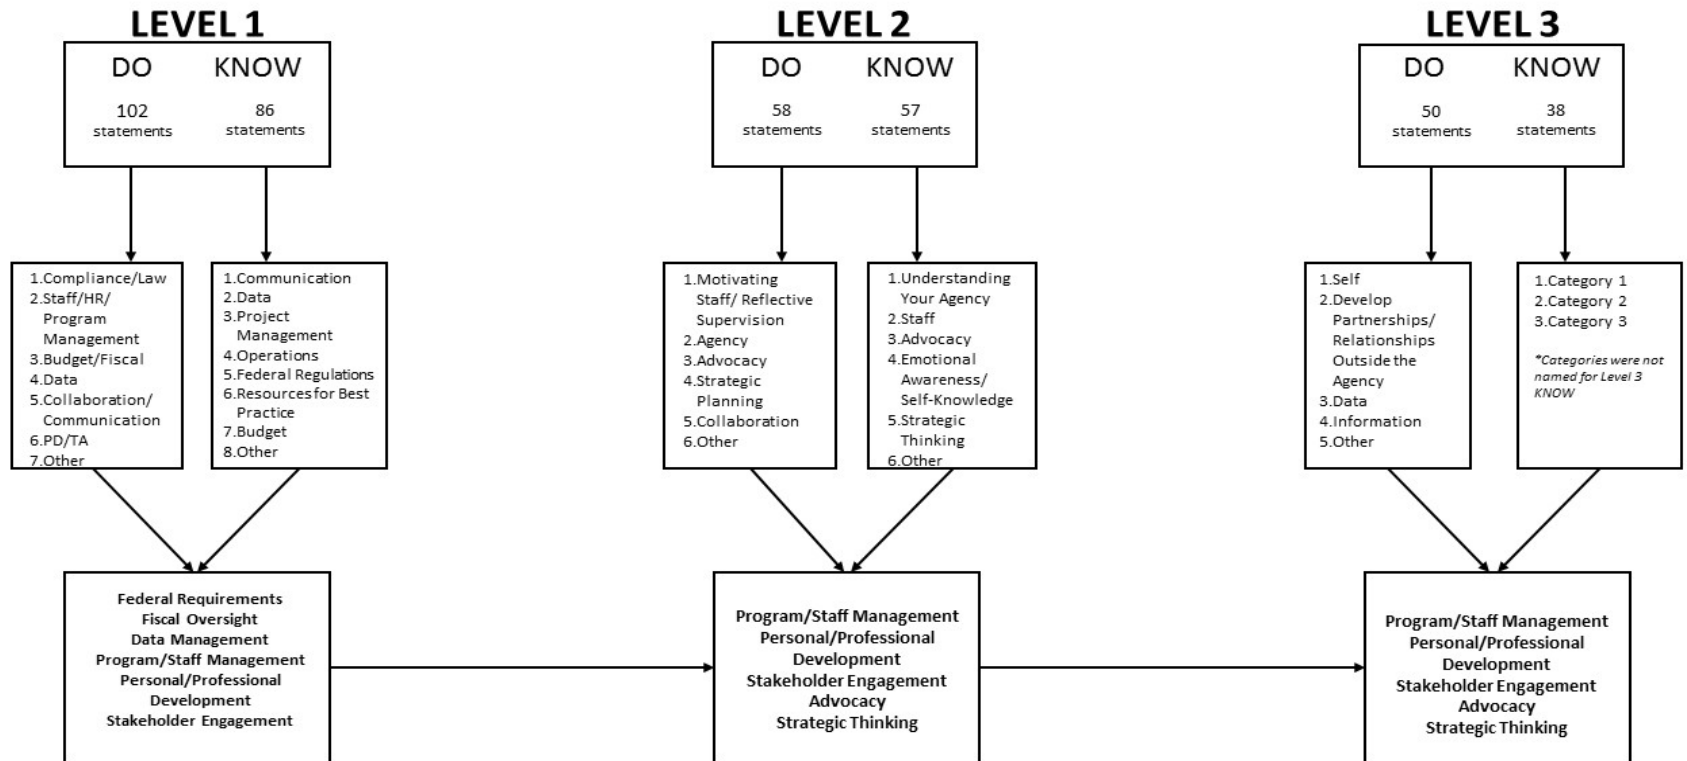 LEVEL 1
DO KNOW
102 86
statements statements
1.Compliance/Law
2.Staff/HR/
Program
Management
3.Budget/Fiscal
4.Data
5.Collaboration/
Communication
6.PD/TA
7.Other
1.Communication
2.Data
3.Project
Management
4.Operations
5.Federal Regulations
6.Resources for Best
Practice
7.Budget
8.Other
Federal Requirements
Fiscal Oversight
Data Management
Program/Staff Management
Personal/Professional
Development
Stakeholder Engagement
LEVEL 2
DO KNOW
58 57
statements statements
1.Motivating
Staff/ Reflective
Supervision
2.Agency
3.Advocacy
4.Strategic
Planning
5.Collaboration
6.Other
1.Understanding
Your Agency
2.Staff
3.Advocacy
4.Emotional
Awareness/
Self-Knowledge
5.Strategic
Thinking
6.Other
Program/Staff Management
Personal/Professional
Development
Stakeholder Engagement
Advocacy
Strategic Thinking
LEVEL 3
DO KNOW
50 38
statements statements
1.Self
2.Develop
Partnerships/
Relationships
Outside the
Agency
3.Data
4.Information
5.Other
1.Category 1
2.Category 2
3.Category 3
*Categories were not
named for Level 3
KNOW
Program/Staff Management
Personal/Professional
Development
Stakeholder Engagement
Advocacy
Strategic Thinking